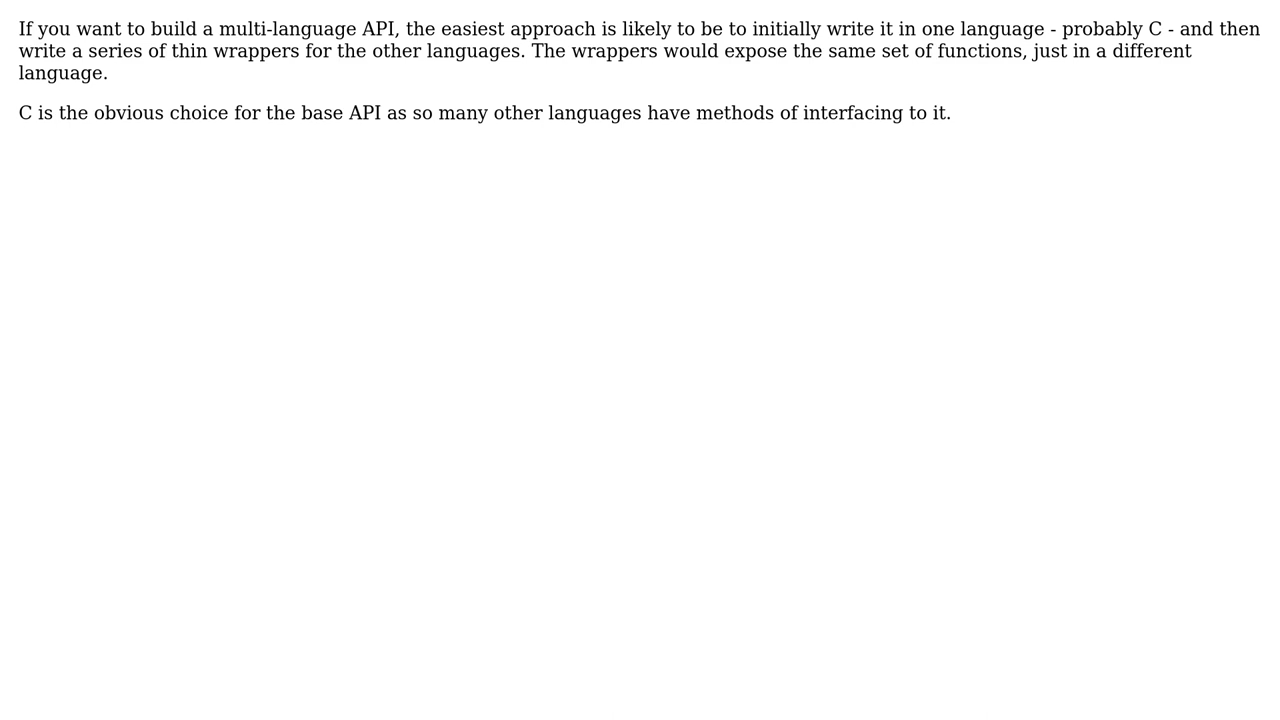 If you want to build a multi-language API, the easiest approach is likely to be to initially write it in one language - probably C - and then
write a series of thin wrappers for the other languages. The wrappers would expose the same set of functions, just in a different
language.
C is the obvious choice for the base API as so many other languages have methods of interfacing to it.